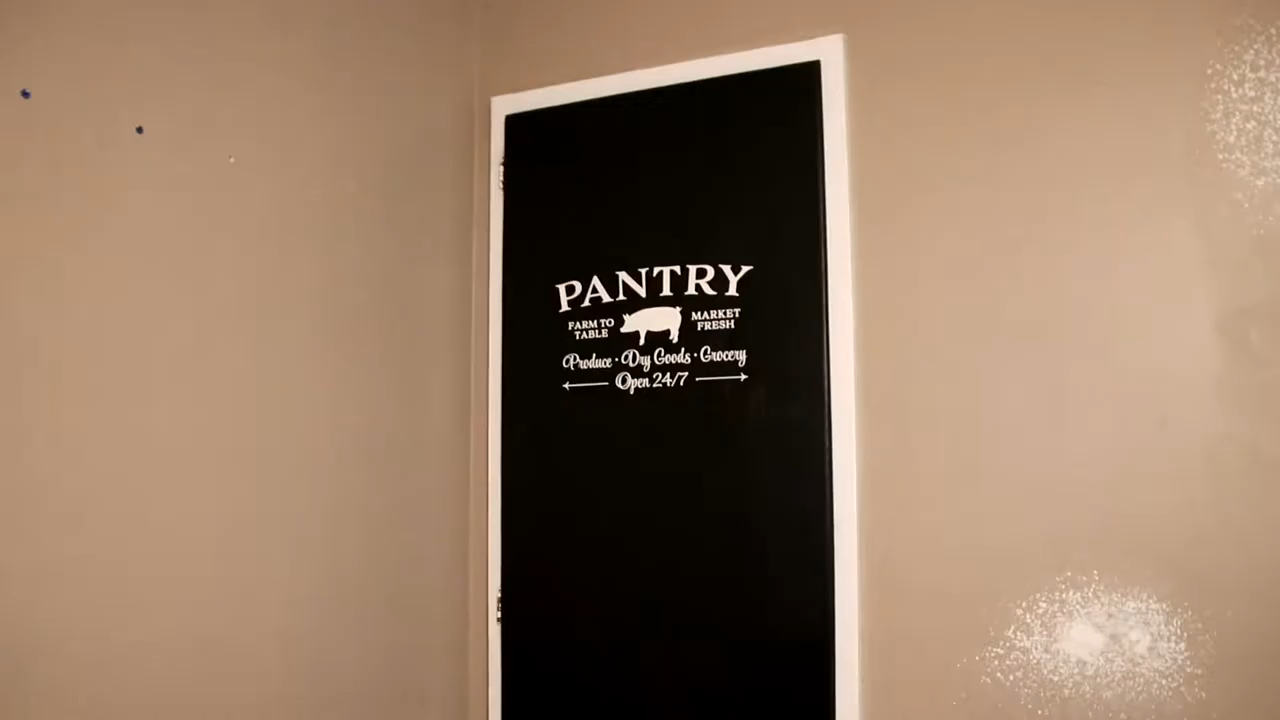 PANTRY
FARM TO
TABLE
MARKET
FRESH
Produce · Dry Goods · Grocery
Open 24/7